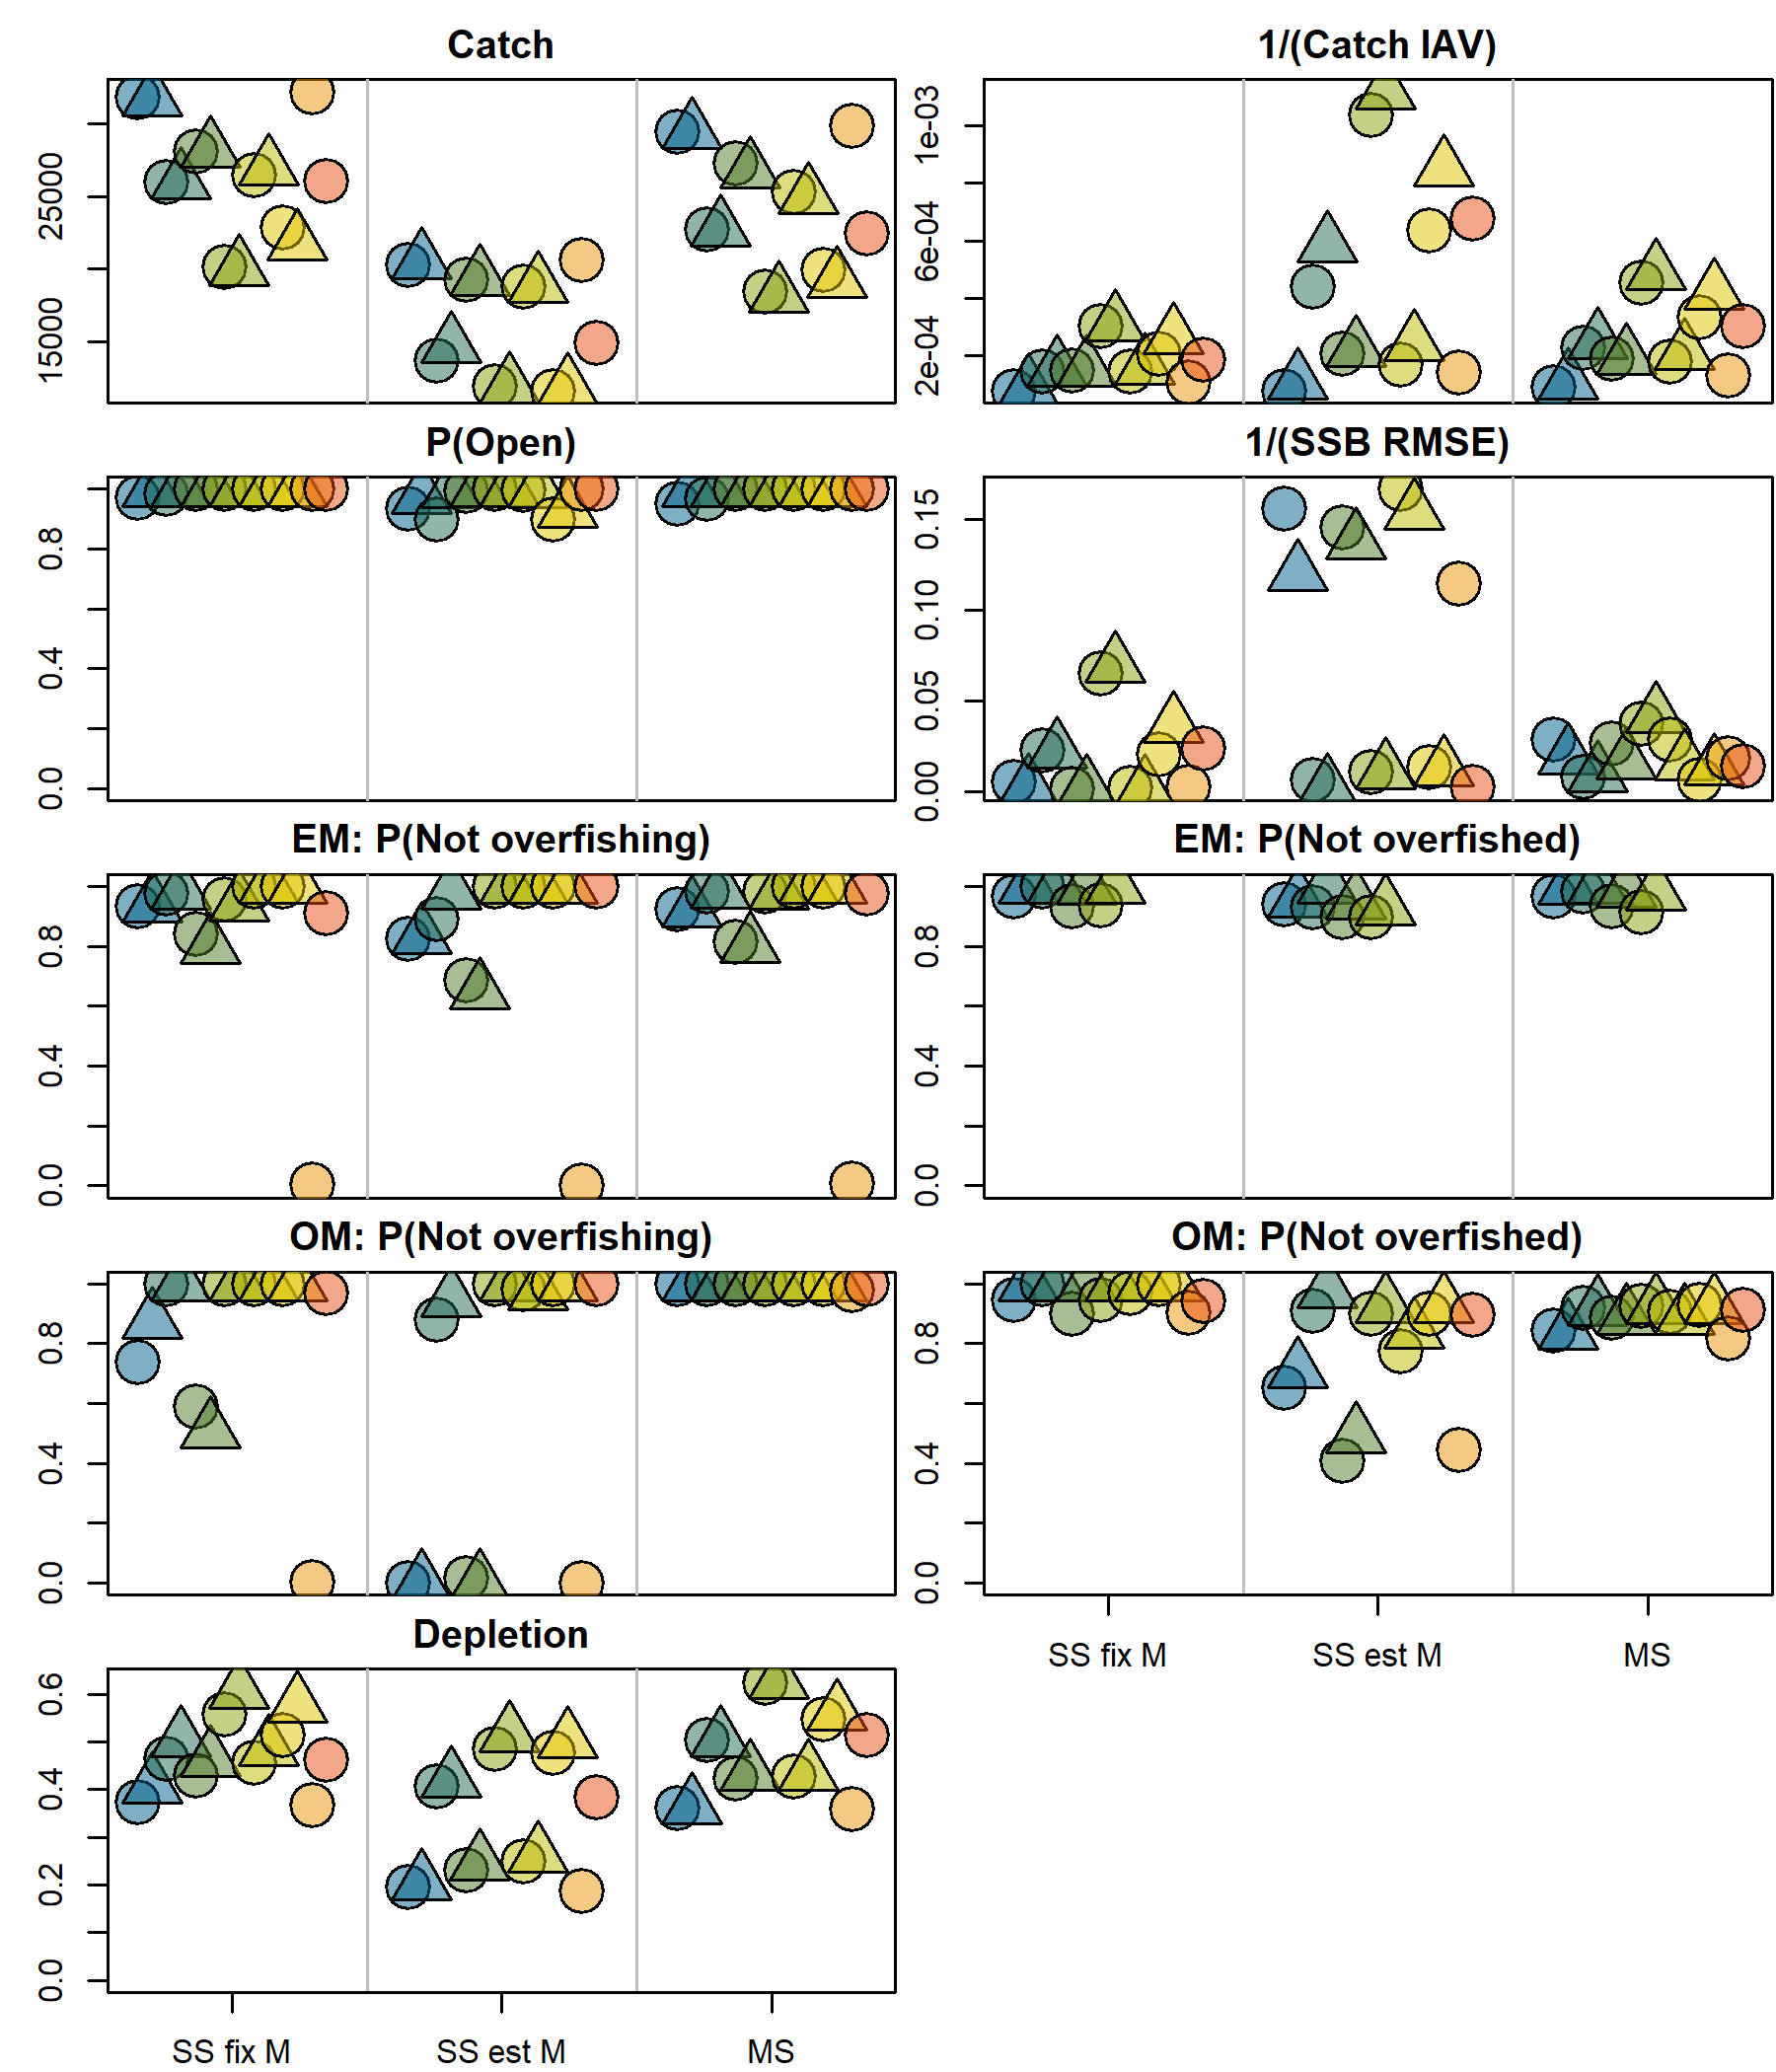 Catch
1/(Catch IAV)
25000
15000
1e-03
6e-04
2e-04
P(Open)
1/(SSB RMSE)
0.8
0.4
0.0
0.15
0.10
0.05
0.00
EM: P(Not overfishing)
EM: P(Not overfished)
0.8
0.4
0.0
0.8
0.4
0.0
OM: P(Not overfishing)
OM: P(Not overfished)
0.8
0.4
0.0
0.8
0.4
0.0
SS fix M
SS est M
MS
Depletion
0.6
0.4
0.2
0.0
SS fix M
SS est M
MS